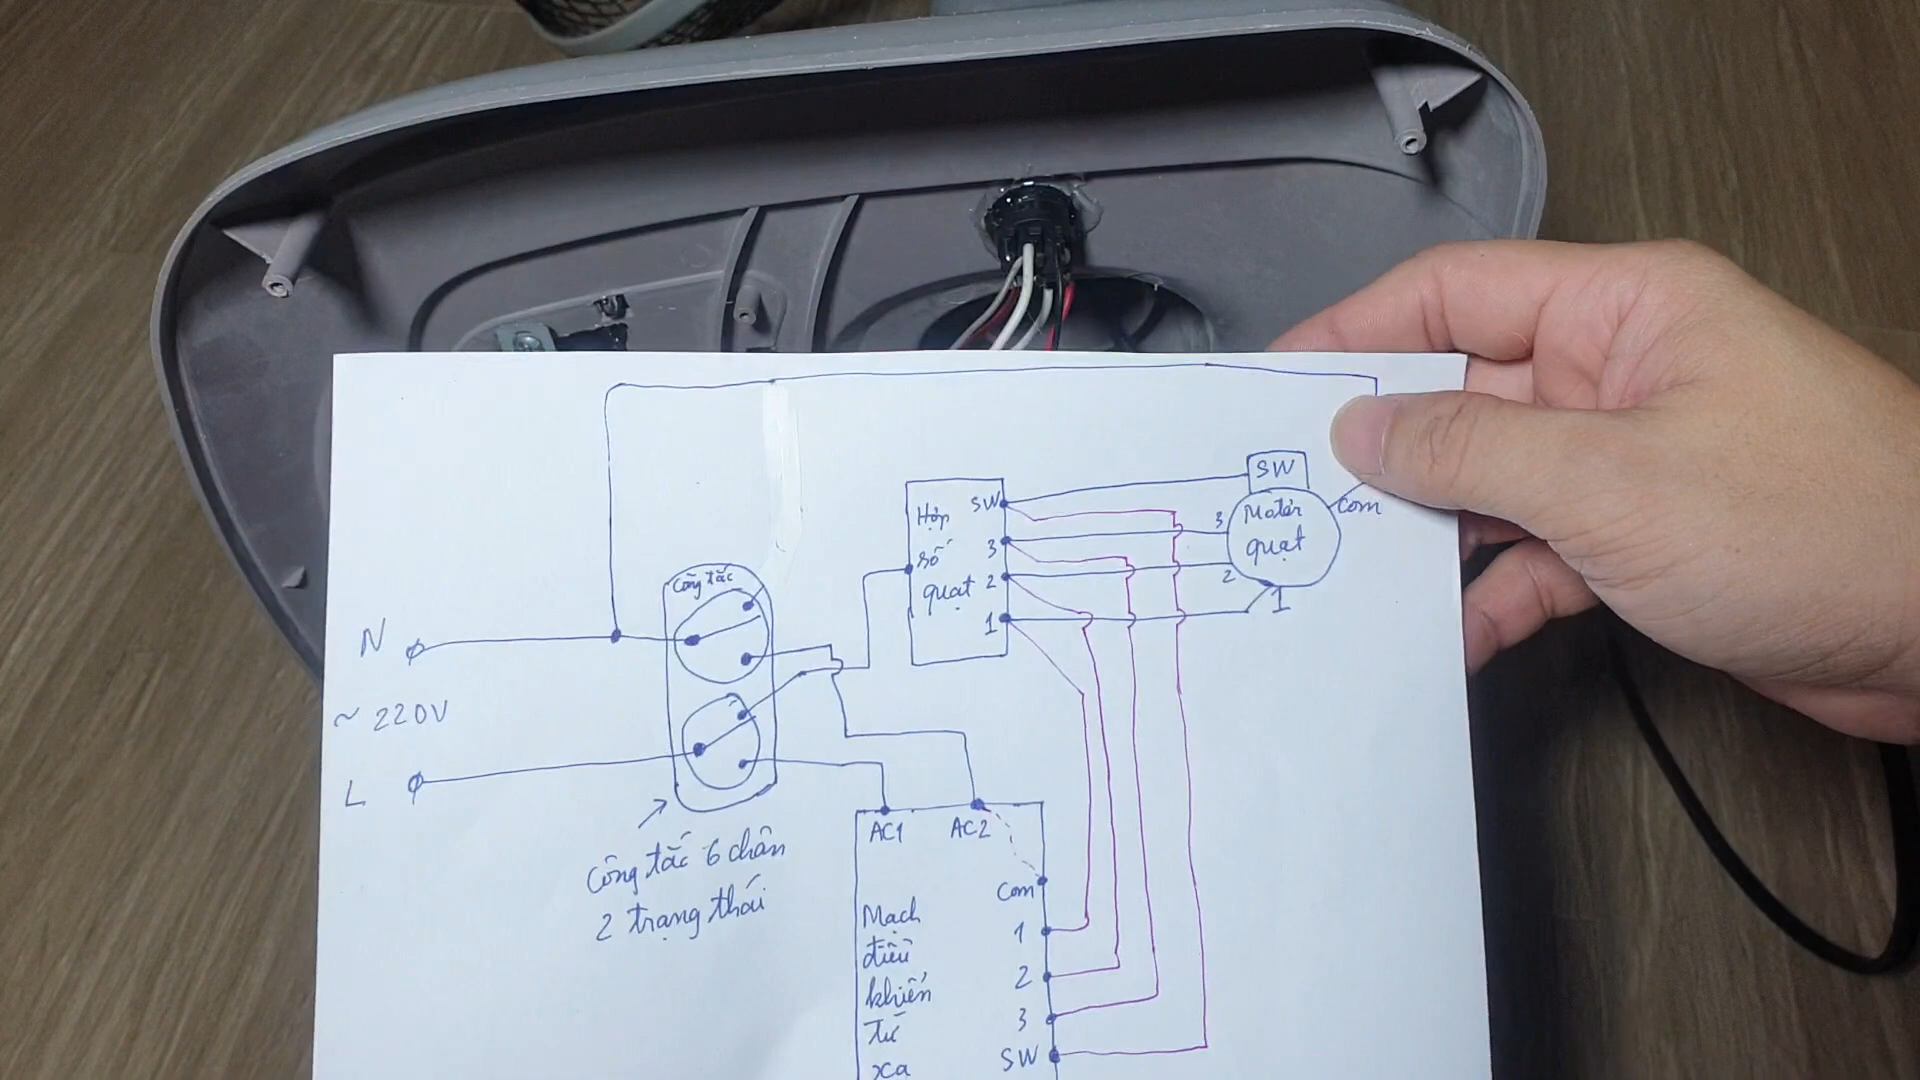 SW
Motor
quạt
Com
3
2
1
Hộp
số
quạt
SW
3
2
1
Công tắc
N
~ 220V
L
Công tắc 6 chân
2 trạng thái
AC1
AC2
Com
1
2
3
SW
Mạch
điều
khiển
từ
xa